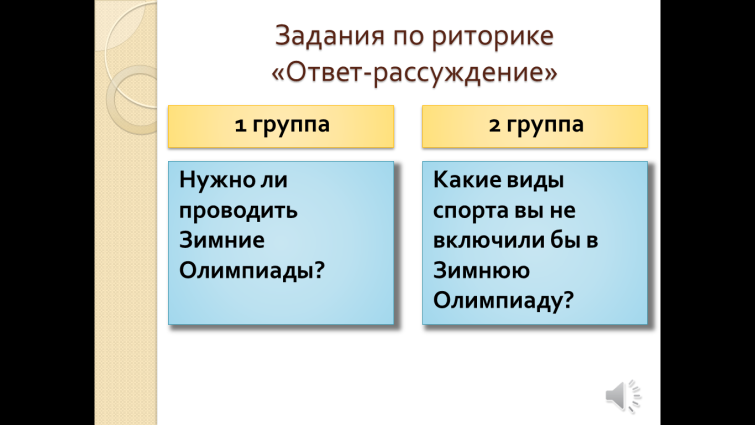 Задания по риторике
«Ответ-рассуждение»
1 группа
2 группа
Нужно ли
проводить
Зимние
Олимпиады?
Какие виды
спорта вы не
включили бы в
Зимнюю
Олимпиаду?